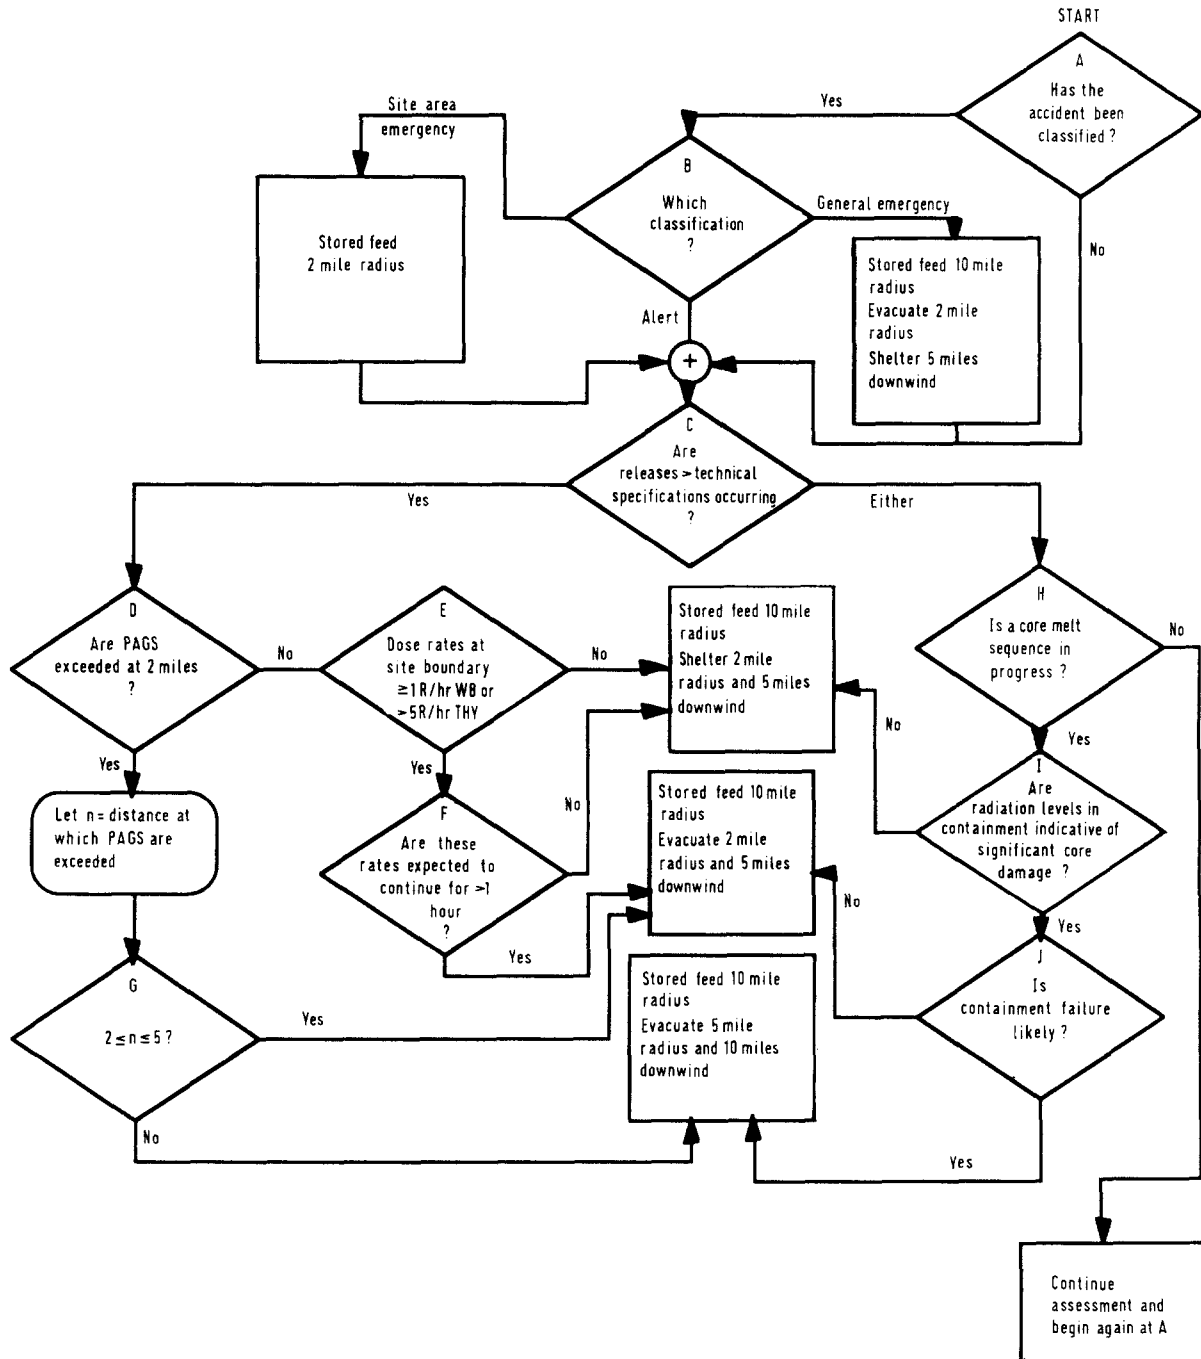 START
A
Has the
accident been
classified ?
Yes
No
Site area
emergency
B
Which
classification
?
General emergency
Alert
Stored feed
2 mile radius
Stored feed 10 mile
radius
Evacuate 2 mile
radius
Shelter 5 miles
downwind
+
C
Are
releases > technical
specifications occurring
?
Yes
Either
D
Are PAGS
exceeded at 2 miles
?
No
Yes
E
Dose rates at
site boundary
≥1R/hr WB or
>5R/hr THY
No
Yes
Stored feed 10 mile
radius
Shelter 2 mile
radius and 5 miles
downwind
H
Is a core melt
sequence in
progress ?
No
Yes
Let n = distance at
which PAGS are
exceeded
F
Are these
rates expected to
continue for >1
hour
?
No
Yes
Stored feed 10 mile
radius
Evacuate 2 mile
radius and 5 miles
downwind
I
Are
radiation levels in
containment indicative of
significant core
damage ?
No
Yes
G
2 ≤ n ≤ 5 ?
Yes
No
Stored feed 10 mile
radius
Evacuate 5 mile
radius and 10 miles
downwind
J
Is
containment failure
likely ?
No
Yes
Continue
assessment and
begin again at A